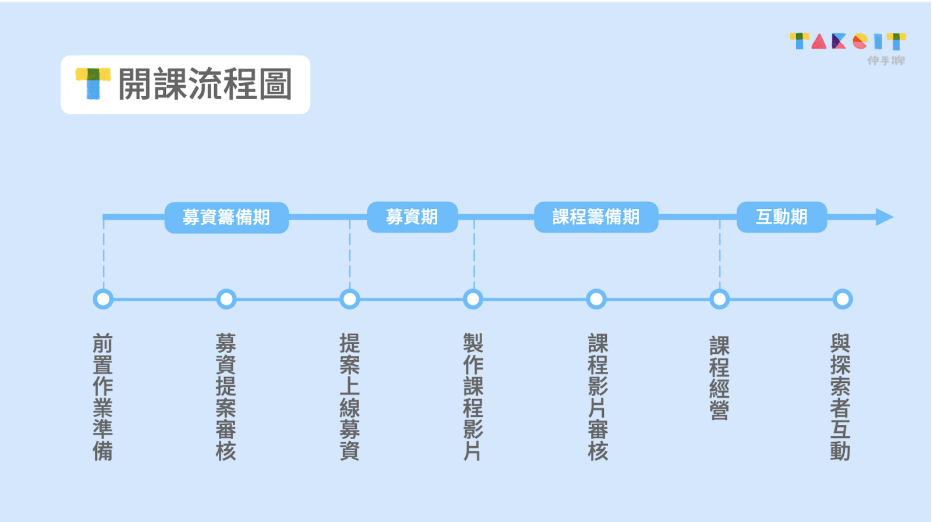 TAKEIT
伸手牌
T開課流程圖
募資籌備期
募資期
課程籌備期
互動期
前置作業準備
募資提案審核
提案上線募資
製作課程影片
課程影片審核
課程經營
與探索者互動